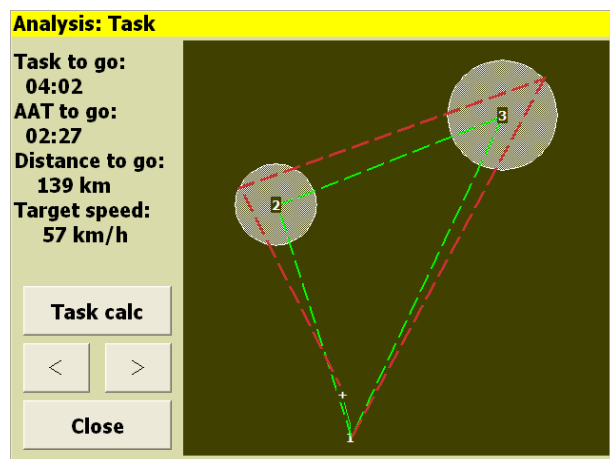 Analysis: Task
Task to go:
04:02
AAT to go:
02:27
Distance to go:
139 km
Target speed:
57 km/h
Task calc
< >
Close
3
2
+
1